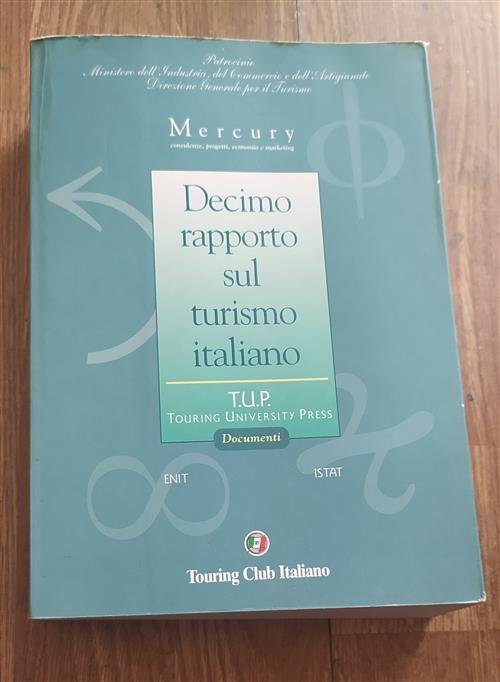 Patrocinio
Ministero dell'Industria, del Commercio e dell'Artigianato
Direzione Generale per il Turismo
Mercury
consulenze, progetti, economia e marketing
Decimo
rapporto
sul
turismo
italiano
T.U.P.
TOURING UNIVERSITY PRESS
Documenti
ENIT
ISTAT
Touring Club Italiano